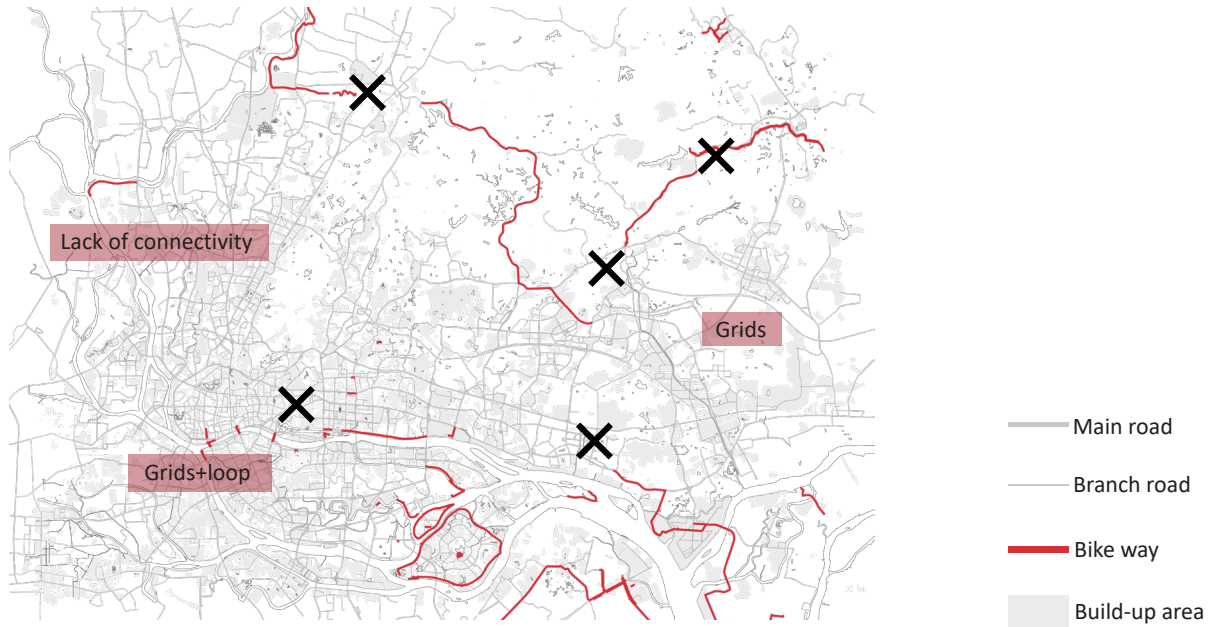 Lack of connectivity
Grids
Grids+loop
Main road
Branch road
Bike way
Build-up area